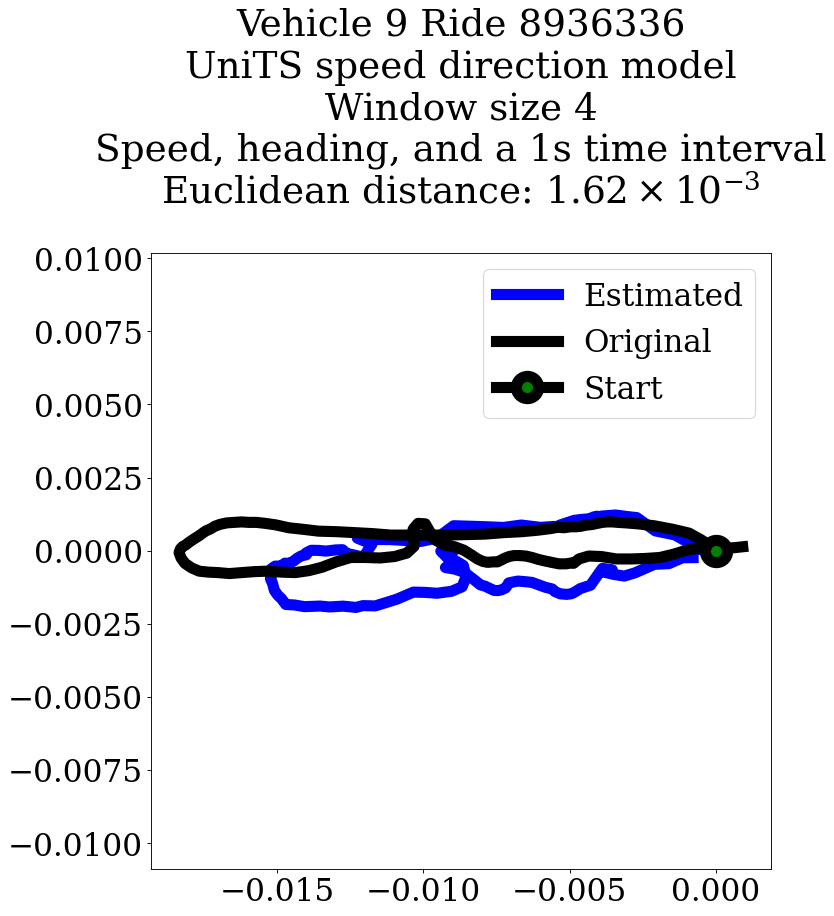 Vehicle 9 Ride 8936336
UniTS speed direction model
Window size 4
Speed, heading, and a 1s time interval
Euclidean distance: 1.62 × 10⁻³
Estimated
Original
Start
0.0100
0.0075
0.0050
0.0025
0.0000
−0.0025
−0.0050
−0.0075
−0.0100
−0.015 −0.010 −0.005 0.000